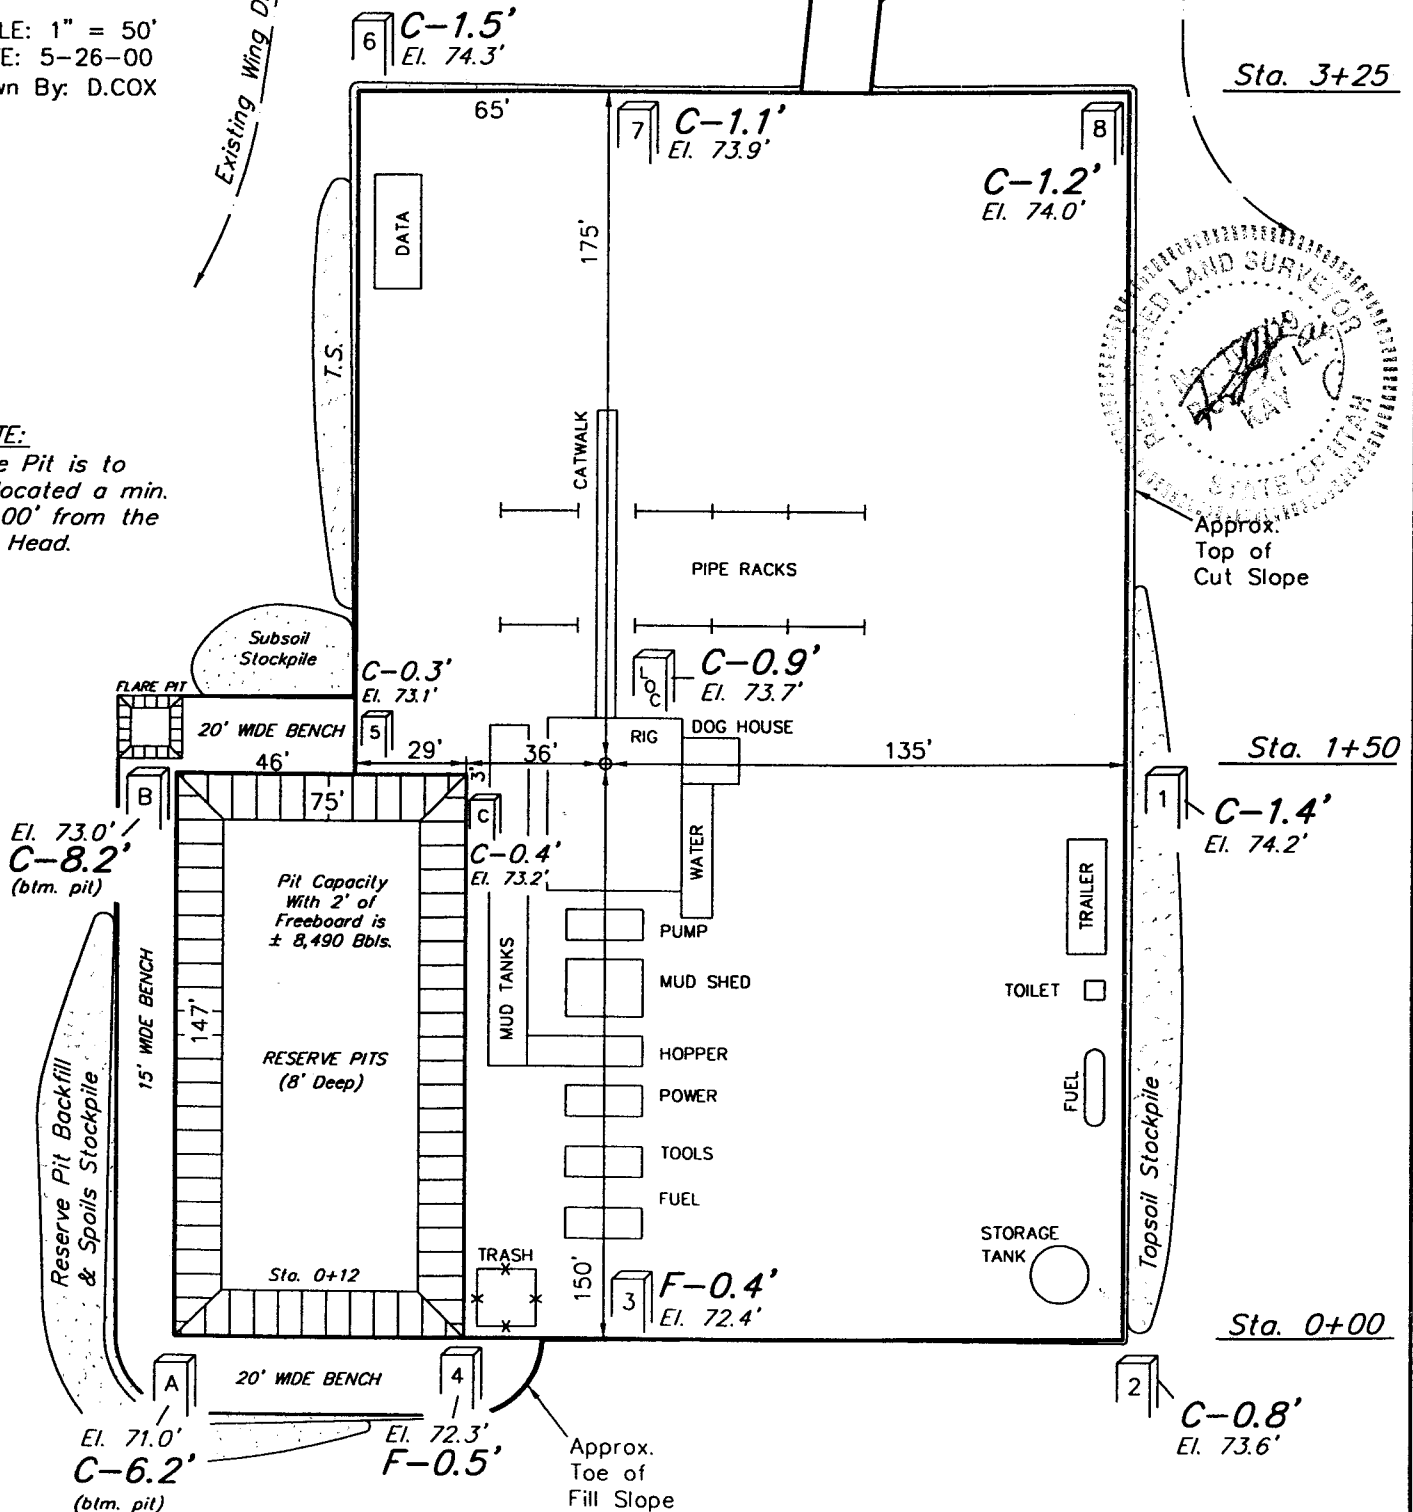 LE: 1" = 50'
TE: 5-26-00
wn By: D.COX
Existing Wing D
6
C-1.5'
El. 74.3'
Sta. 3+25
65'
7
C-1.1'
El. 73.9'
8
C-1.2'
El. 74.0'
175'
DATA
T.S.
LAND SURVEYOR
STATE OF UTAH
KAY
CATWALK
TE:
e Pit is to
located a min.
00' from the
Head.
Approx.
Top of
Cut Slope
PIPE RACKS
Subsoil
Stockpile
C-0.3'
El. 73.1'
LOC
C-0.9'
El. 73.7'
FLARE PIT
20' WIDE BENCH
5
RIG
DOG HOUSE
46'
29'
3'
36'
135'
Sta. 1+50
B
75'
C
1
C-1.4'
El. 74.2'
El. 73.0'
C-8.2'
(btm. pit)
C-0.4'
El. 73.2'
WATER
TRAILER
Pit Capacity
With 2' of
Freeboard is
± 8,490 Bbls.
PUMP
MUD SHED
TOILET
15' WIDE BENCH
147'
MUD TANKS
RESERVE PITS
(8' Deep)
HOPPER
POWER
FUEL
Reserve Pit Backfill
& Spoils Stockpile
TOOLS
FUEL
Topsoil Stockpile
STORAGE
TANK
TRASH
Sta. 0+12
150'
3
F-0.4'
El. 72.4'
Sta. 0+00
A
20' WIDE BENCH
4
2
C-0.8'
El. 73.6'
El. 71.0'
C-6.2'
(btm. pit)
El. 72.3'
F-0.5'
Approx.
Toe of
Fill Slope